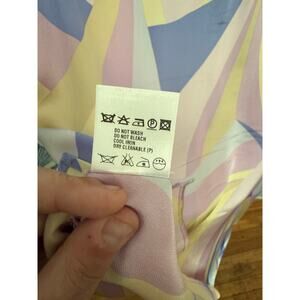 DO NOT WASH
DO NOT BLEACH
COOL IRON
DRY CLEANABLE (P)